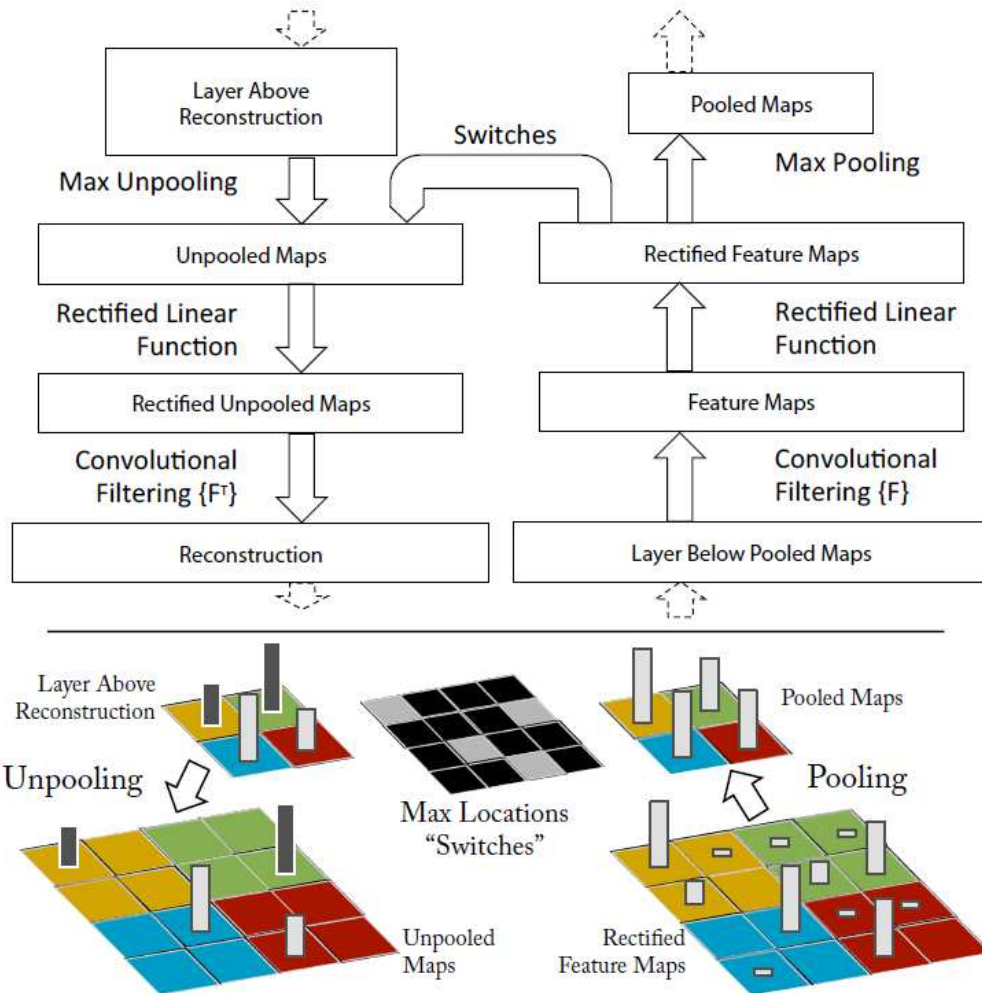 Layer Above
Reconstruction
Pooled Maps
Switches
Max Unpooling
Max Pooling
Unpooled Maps
Rectified Feature Maps
Rectified Linear
Function
Rectified Linear
Function
Rectified Unpooled Maps
Feature Maps
Convolutional
Filtering {Fᵀ}
Convolutional
Filtering {F}
Reconstruction
Layer Below Pooled Maps
Layer Above
Reconstruction
Pooled Maps
Unpooling
Max Locations
“Switches”
Pooling
Unpooled
Maps
Rectified
Feature Maps